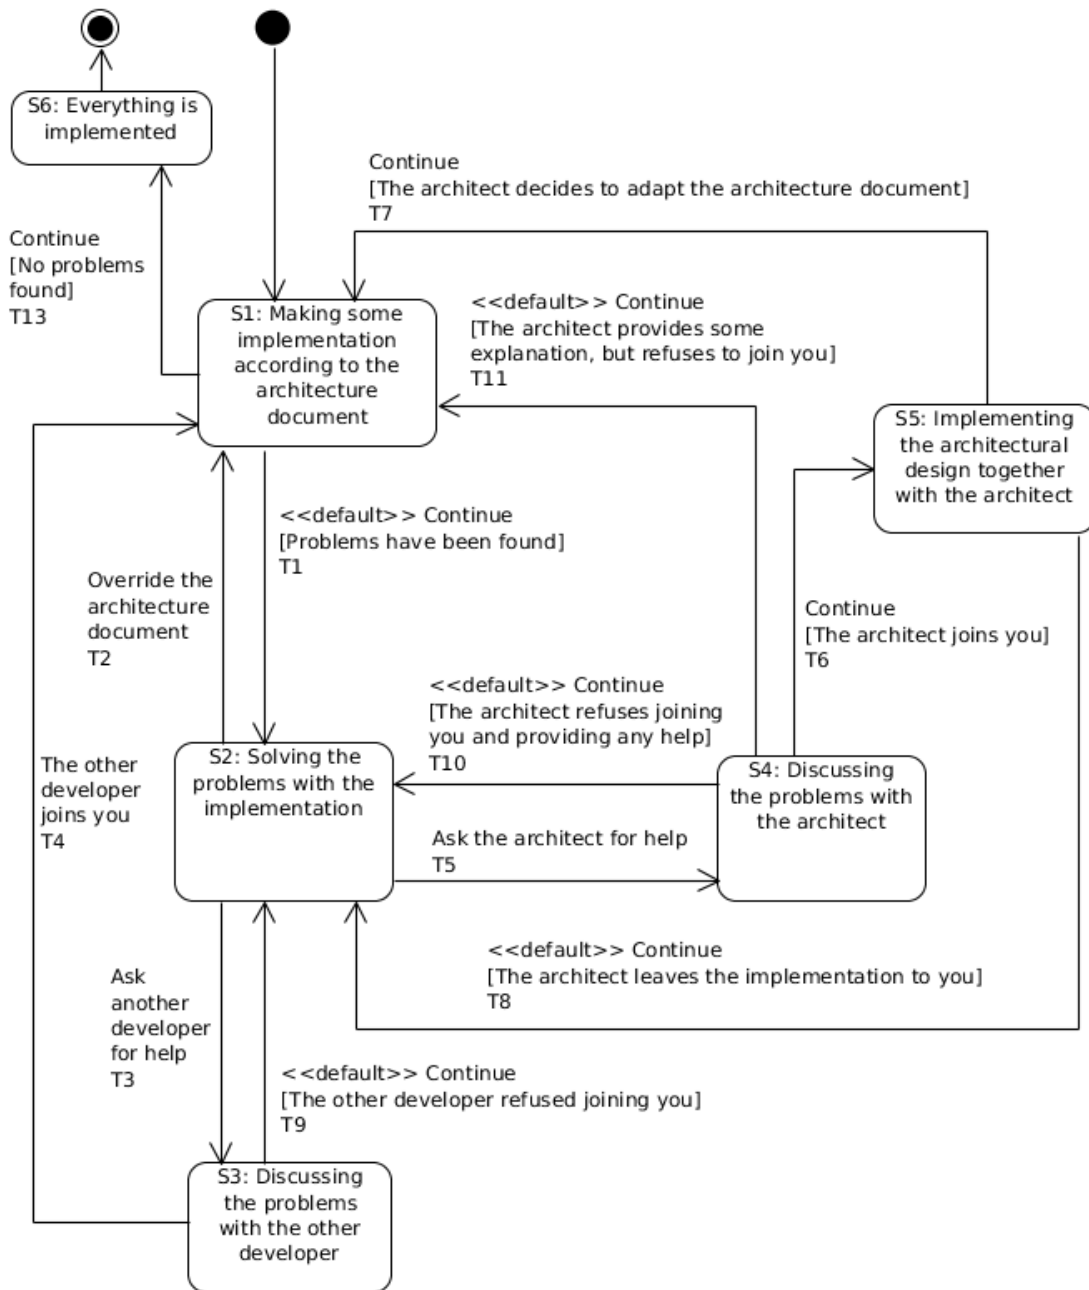 S6: Everything is
implemented
Continue
[The architect decides to adapt the architecture document]
T7
Continue
[No problems
found]
T13
<<default>> Continue
[The architect provides some
explanation, but refuses to join you]
T11
S1: Making some
implementation
according to the
architecture
document
S5: Implementing
the architectural
design together
with the architect
<<default>> Continue
[Problems have been found]
T1
Override the
architecture
document
T2
Continue
[The architect joins you]
T6
<<default>> Continue
[The architect refuses joining
you and providing any help]
T10
The other
developer
joins you
T4
S2: Solving the
problems with the
implementation
S4: Discussing
the problems with
the architect
Ask the architect for help
T5
<<default>> Continue
[The architect leaves the implementation to you]
T8
Ask
another
developer
for help
T3
<<default>> Continue
[The other developer refused joining you]
T9
S3: Discussing
the problems
with the other
developer